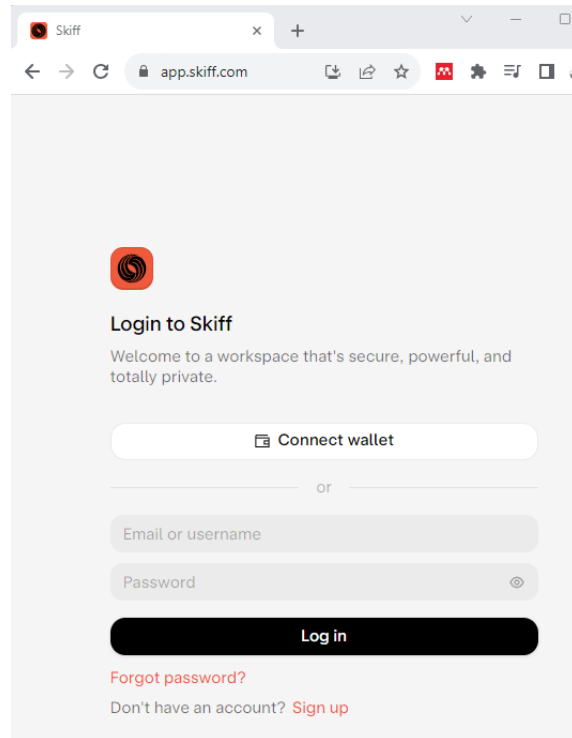 Skiff
app.skiff.com
Login to Skiff
Welcome to a workspace that's secure, powerful, and
totally private.
Connect wallet
or
Email or username
Password
Log in
Forgot password?
Don't have an account? Sign up